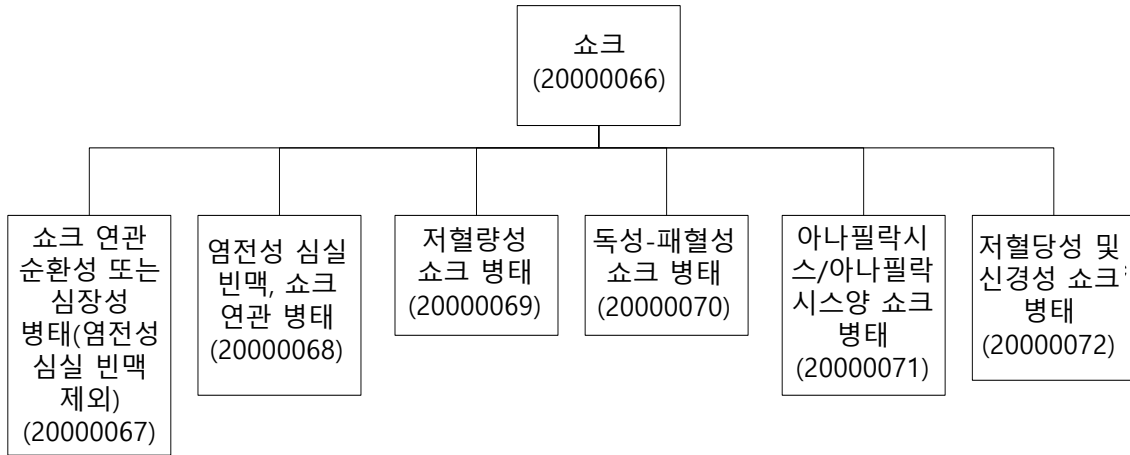 쇼크
(20000066)
쇼크 연관
순환성 또는
심장성
병태(염전성
심실 빈맥
제외)
(20000067)
염전성 심실
빈맥, 쇼크
연관 병태
(20000068)
저혈량성
쇼크 병태
(20000069)
독성-패혈성
쇼크 병태
(20000070)
아나필락시
스/아나필락
시스양 쇼크
병태
(20000071)
저혈당성 및
신경성 쇼크*
병태
(20000072)